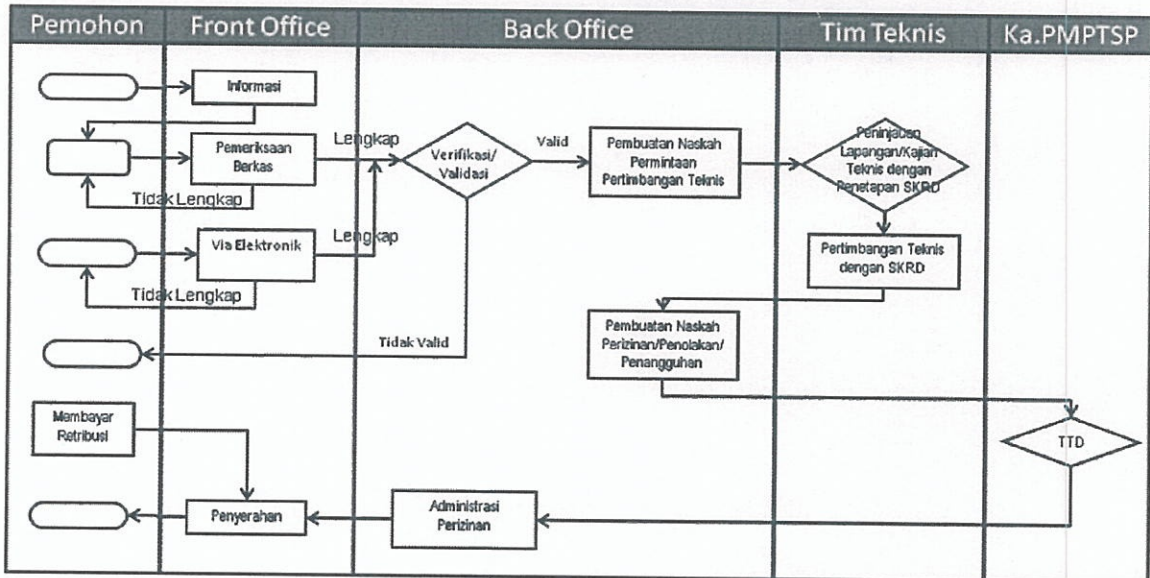 Pemohon
Front Office
Back Office
Tim Teknis
Ka.PMPTSP
Informasi
Pemeriksaan
Berkas
Lengkap
Tidak Lengkap
Via Elektronik
Lengkap
Tidak Lengkap
Verifikasi/
Validasi
Valid
Tidak Valid
Pembuatan Naskah
Permintaan
Pertimbangan Teknis
Peninjauan
Lapangan/Kajian
Teknis dengan
Penetapan SKRD
Pertimbangan Teknis
dengan SKRD
Pembuatan Naskah
Perizinan/Penolakan/
Penangguhan
TTD
Membayar
Retribusi
Administrasi
Perizinan
Penyerahan